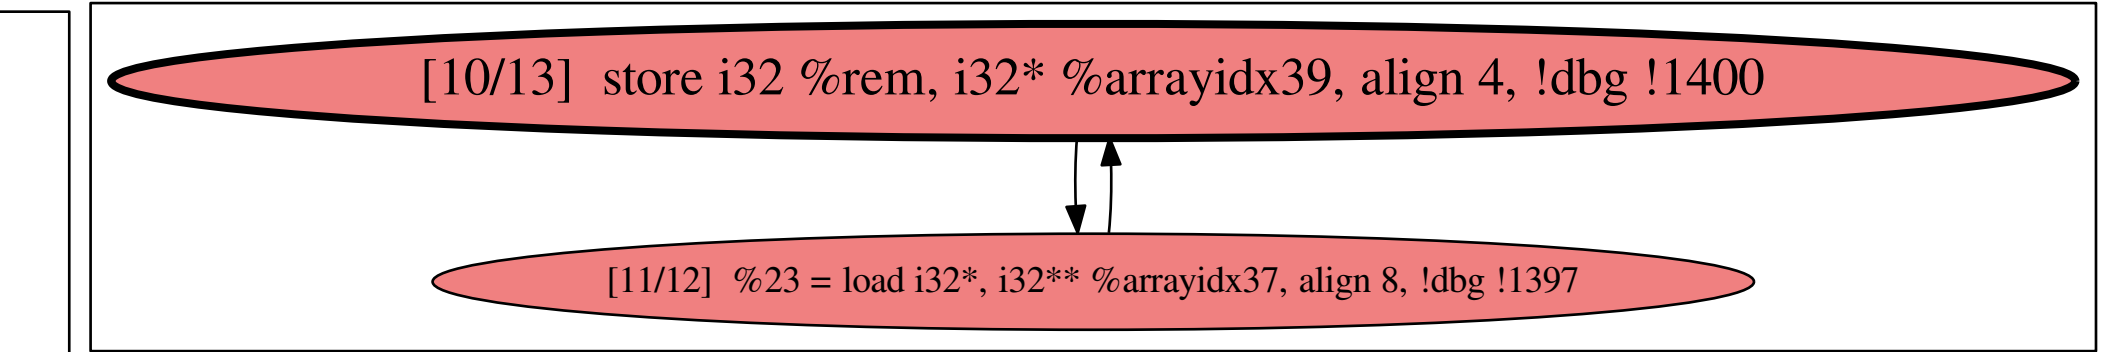 [10/13]  store i32 %rem, i32* %arrayidx39, align 4, !dbg !1400
[11/12]  %23 = load i32*, i32** %arrayidx37, align 8, !dbg !1397